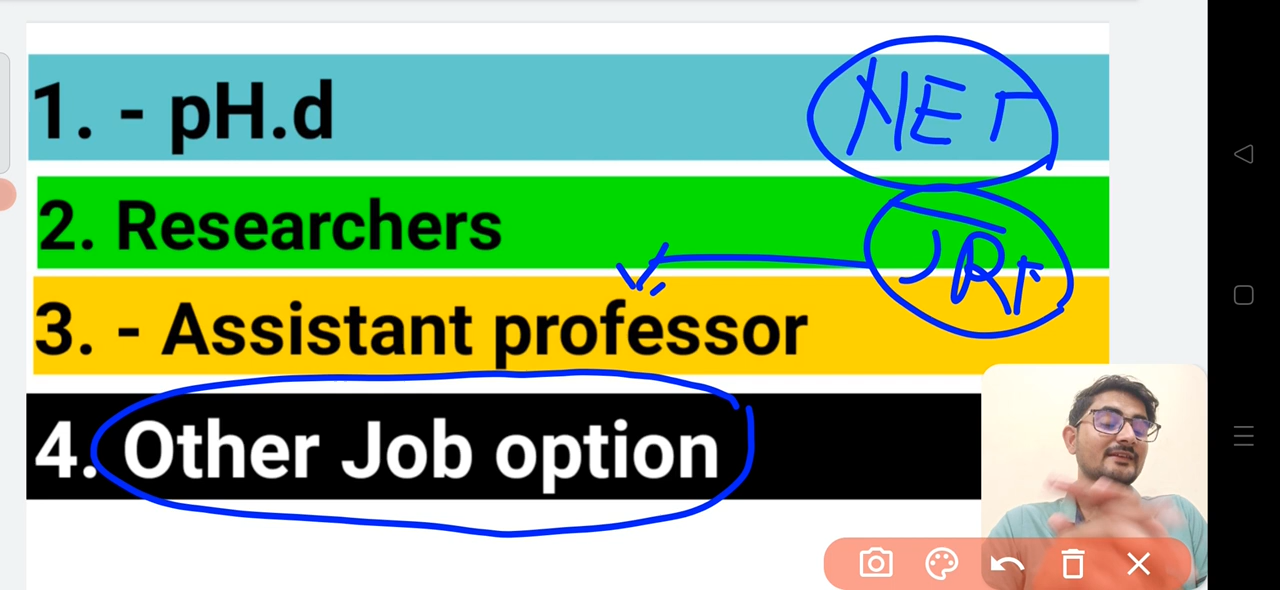 1. - pH.d
NET
2. Researchers
JRF
3. - Assistant professor
4. Other Job option